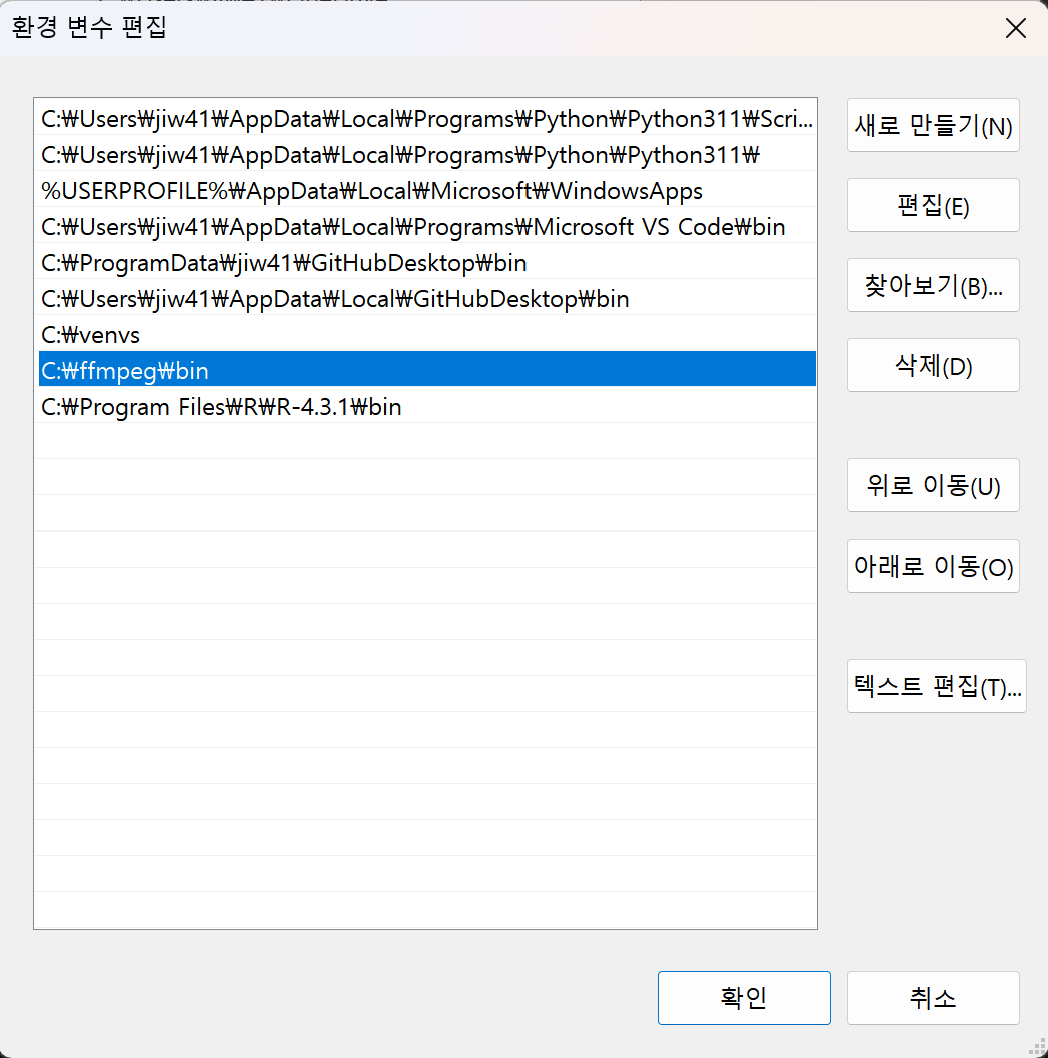 환경 변수 편집
C:₩Users₩jiw41₩AppData₩Local₩Programs₩Python₩Python311₩Scri...
C:₩Users₩jiw41₩AppData₩Local₩Programs₩Python₩Python311₩
%USERPROFILE%₩AppData₩Local₩Microsoft₩WindowsApps
C:₩Users₩jiw41₩AppData₩Local₩Programs₩Microsoft VS Code₩bin
C:₩ProgramData₩jiw41₩GitHubDesktop₩bin
C:₩Users₩jiw41₩AppData₩Local₩GitHubDesktop₩bin
C:₩venvs
C:₩ffmpeg₩bin
C:₩Program Files₩R₩R-4.3.1₩bin
새로 만들기(N)
편집(E)
찾아보기(B)...
삭제(D)
위로 이동(U)
아래로 이동(O)
텍스트 편집(T)...
확인
취소